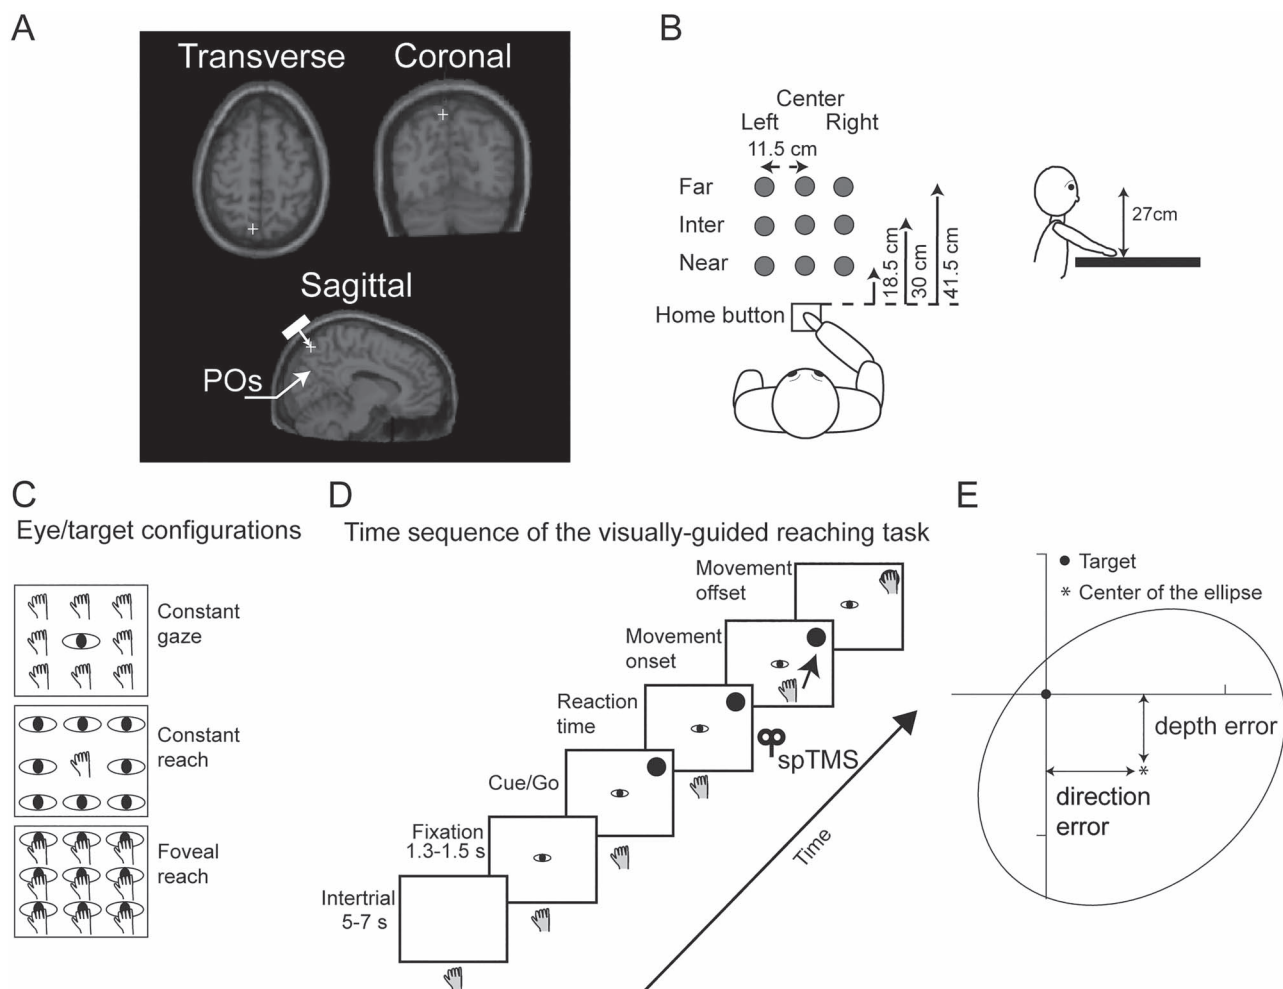 A
Transverse
Coronal
Sagittal
POs
B
Center
Left Right
11.5 cm
Far
Inter
Near
Home button
18.5 cm
30 cm
41.5 cm
27cm
C
Eye/target configurations
Constant
gaze
Constant
reach
Foveal
reach
D
Time sequence of the visually-guided reaching task
Movement
offset
Movement
onset
Reaction
time
spTMS
Cue/Go
Fixation
1.3-1.5 s
Intertrial
5-7 s
Time
E
Target
* Center of the ellipse
depth error
*
direction
error